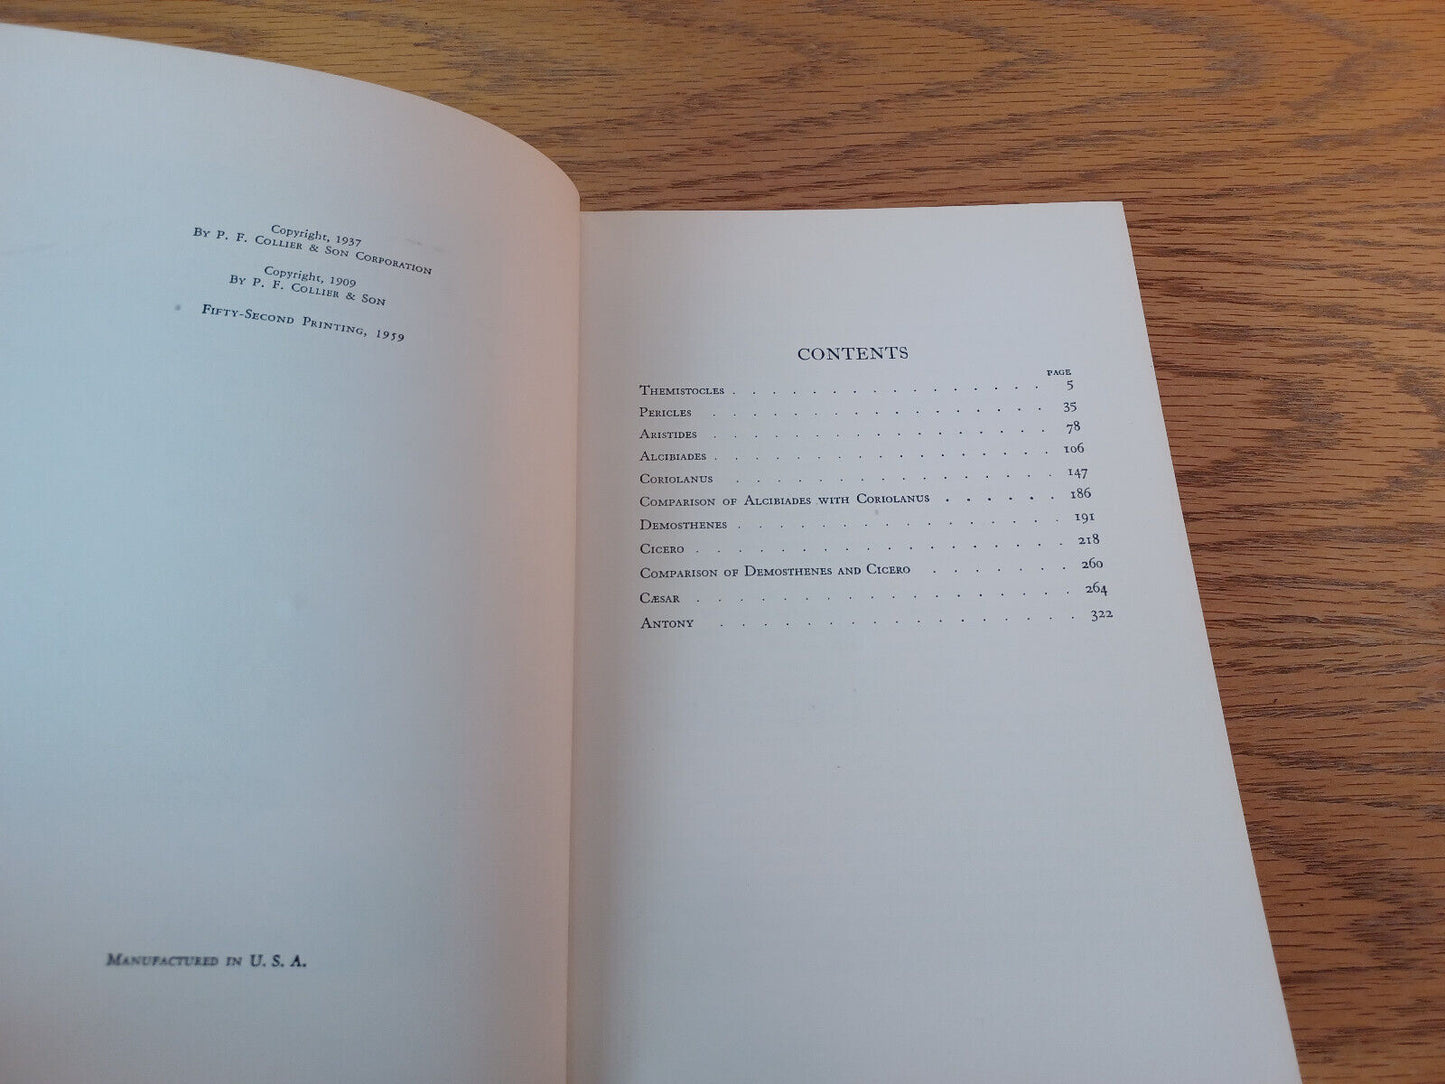 Copyright, 1937
By P. F. Collier & Son Corporation
Copyright, 1909
By P. F. Collier & Son
Fifty-Second Printing, 1959
Manufactured in U. S. A.
CONTENTS
PAGE
Themistocles . . . . . . . . . . . . . . . . 5
Pericles . . . . . . . . . . . . . . . . . 35
Aristides . . . . . . . . . . . . . . . . 78
Alcibiades . . . . . . . . . . . . . . . . 106
Coriolanus . . . . . . . . . . . . . . . 147
Comparison of Alcibiades with Coriolanus . . . . . . 186
Demosthenes . . . . . . . . . . . . . . . 191
Cicero . . . . . . . . . . . . . . . . . 218
Comparison of Demosthenes and Cicero . . . . . . . 260
Cæsar . . . . . . . . . . . . . . . . . 264
Antony . . . . . . . . . . . . . . . . . 322